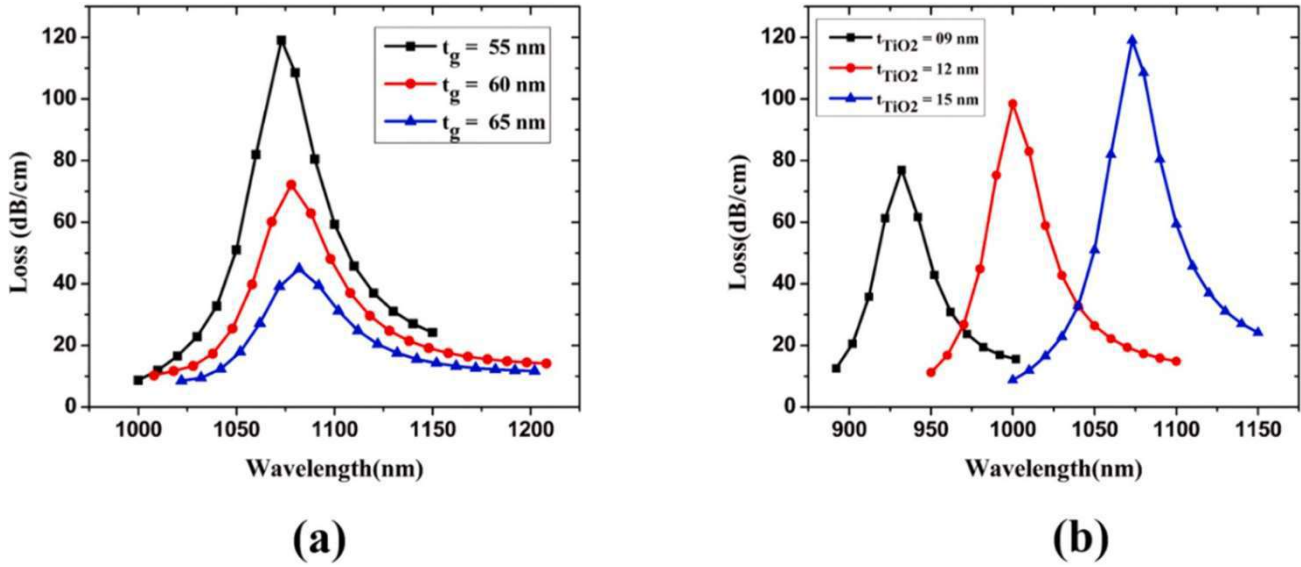 120
100
80
60
40
20
0
Loss (dB/cm)
t_g = 55 nm
t_g = 60 nm
t_g = 65 nm
1000 1050 1100 1150 1200
Wavelength(nm)
(a)
120
100
80
60
40
20
0
Loss(dB/cm)
t_TiO2 = 09 nm
t_TiO2 = 12 nm
t_TiO2 = 15 nm
900 950 1000 1050 1100 1150
Wavelength(nm)
(b)